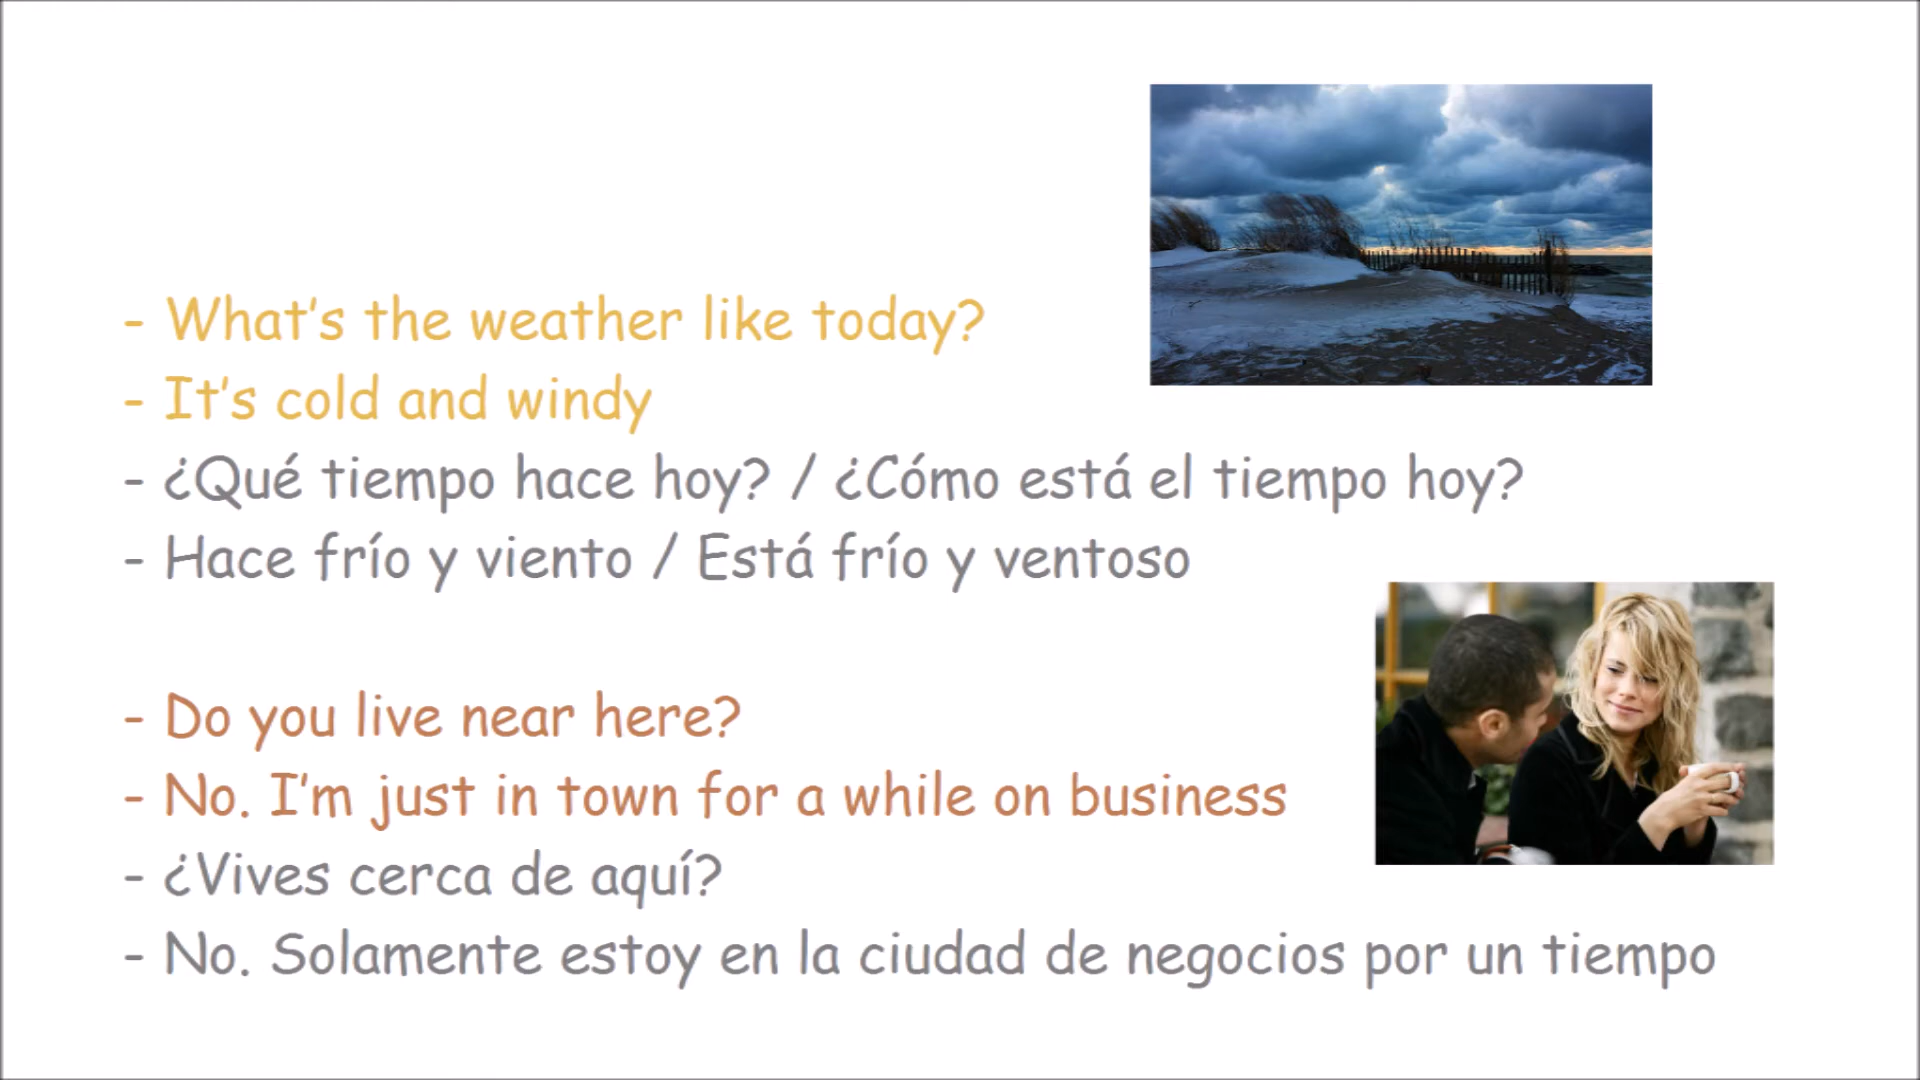 - What's the weather like today?
- It's cold and windy
- ¿Qué tiempo hace hoy? / ¿Cómo está el tiempo hoy?
- Hace frío y viento / Está frío y ventoso
- Do you live near here?
- No. I'm just in town for a while on business
- ¿Vives cerca de aquí?
- No. Solamente estoy en la ciudad de negocios por un tiempo